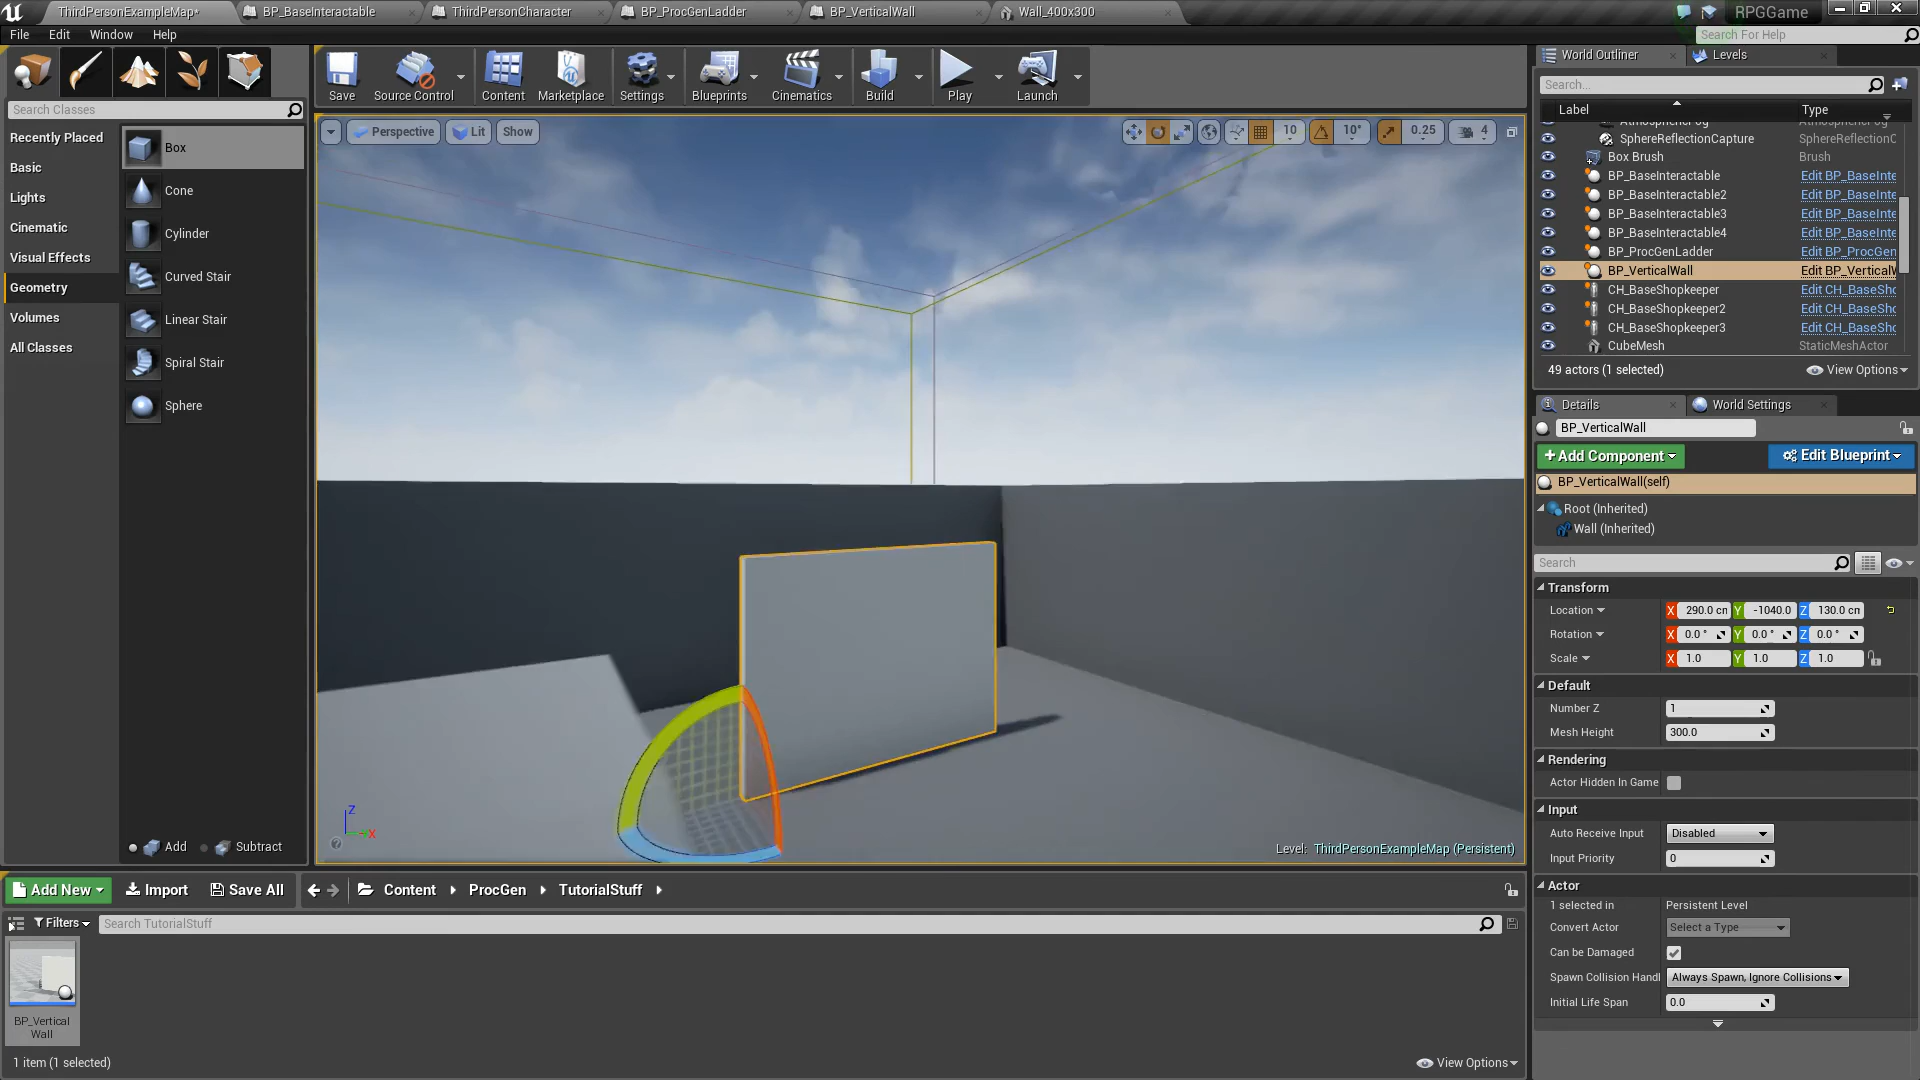 ThirdPersonExampleMap*
BP_BaseInteractable
ThirdPersonCharacter
BP_ProcGenLadder
BP_VerticalWall
Wall_400x300
RPGGame
File
Edit
Window
Help
Search For Help
Save
Source Control
Content
Marketplace
Settings
Blueprints
Cinematics
Build
Play
Launch
Search Classes
Recently Placed
Basic
Lights
Cinematic
Visual Effects
Geometry
Volumes
All Classes
Box
Cone
Cylinder
Curved Stair
Linear Stair
Spiral Stair
Sphere
Add
Subtract
Perspective
Lit
Show
10
10°
0.25
4
Z
X
Level: ThirdPersonExampleMap (Persistent)
World Outliner
Levels
Search...
Label
Type
SphereReflectionCapture
SphereReflectionC
Box Brush
Brush
BP_BaseInteractable
Edit BP_BaseInte
BP_BaseInteractable2
Edit BP_BaseInte
BP_BaseInteractable3
Edit BP_BaseInte
BP_BaseInteractable4
Edit BP_BaseInte
BP_ProcGenLadder
Edit BP_ProcGen
BP_VerticalWall
Edit BP_VerticalW
CH_BaseShopkeeper
Edit CH_BaseSho
CH_BaseShopkeeper2
Edit CH_BaseSho
CH_BaseShopkeeper3
Edit CH_BaseSho
CubeMesh
StaticMeshActor
49 actors (1 selected)
View Options
Details
World Settings
BP_VerticalWall
+Add Component
Edit Blueprint
BP_VerticalWall(self)
Root (Inherited)
Wall (Inherited)
Search
Transform
Location
X 290.0 cm Y -1040.0 Z 130.0 cm
Rotation
X 0.0° Y 0.0° Z 0.0°
Scale
X 1.0 Y 1.0 Z 1.0
Default
Number Z
1
Mesh Height
300.0
Rendering
Actor Hidden In Game
Input
Auto Receive Input
Disabled
Input Priority
0
Actor
1 selected in
Persistent Level
Convert Actor
Select a Type
Can be Damaged
Spawn Collision Handl
Always Spawn, Ignore Collisions
Initial Life Span
0.0
Add New
Import
Save All
Content
ProcGen
TutorialStuff
Filters
Search TutorialStuff
BP_Vertical
Wall
1 item (1 selected)
View Options